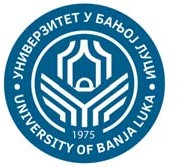 УНИВЕРЗИТЕТ У БАЊОЈ ЛУЦИ
1975
UNIVERSITY OF BANJA LUKA